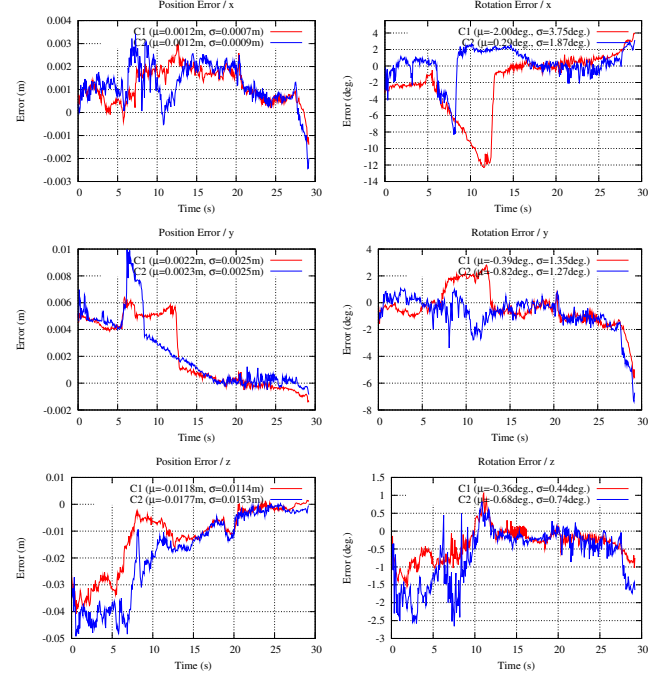 Position Error / x
0.004
0.003
0.002
0.001
0
-0.001
-0.002
-0.003
Error (m)
C1 (μ=0.0012m, σ=0.0007m)
C2 (μ=0.0012m, σ=0.0009m)
0 5 10 15 20 25 30
Time (s)
Rotation Error / x
4
2
0
-2
-4
-6
-8
-10
-12
-14
Error (deg.)
C1 (μ=-2.00deg., σ=3.75deg.)
C2 (μ=0.29deg., σ=1.87deg.)
0 5 10 15 20 25 30
Time (s)
Position Error / y
0.01
0.008
0.006
0.004
0.002
0
-0.002
Error (m)
C1 (μ=0.0022m, σ=0.0025m)
C2 (μ=0.0023m, σ=0.0025m)
0 5 10 15 20 25 30
Time (s)
Rotation Error / y
4
2
0
-2
-4
-6
-8
Error (deg.)
C1 (μ=-0.39deg., σ=1.35deg.)
C2 (μ=-0.82deg., σ=1.27deg.)
0 5 10 15 20 25 30
Time (s)
Position Error / z
0.01
0
-0.01
-0.02
-0.03
-0.04
-0.05
Error (m)
C1 (μ=-0.0118m, σ=0.0114m)
C2 (μ=-0.0177m, σ=0.0153m)
0 5 10 15 20 25 30
Time (s)
Rotation Error / z
1.5
1
0.5
0
-0.5
-1
-1.5
-2
-2.5
-3
Error (deg.)
C1 (μ=-0.36deg., σ=0.44deg.)
C2 (μ=-0.68deg., σ=0.74deg.)
0 5 10 15 20 25 30
Time (s)